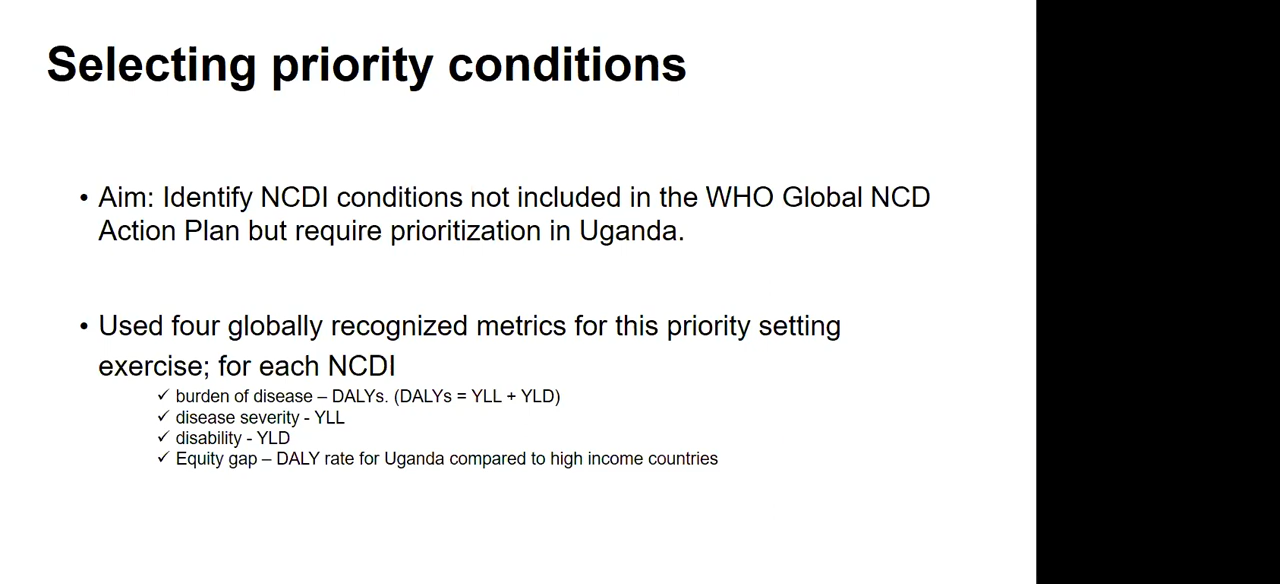 Selecting priority conditions
• Aim: Identify NCDI conditions not included in the WHO Global NCD
Action Plan but require prioritization in Uganda.
• Used four globally recognized metrics for this priority setting
exercise; for each NCDI
✓ burden of disease – DALYs. (DALYs = YLL + YLD)
✓ disease severity - YLL
✓ disability - YLD
✓ Equity gap – DALY rate for Uganda compared to high income countries